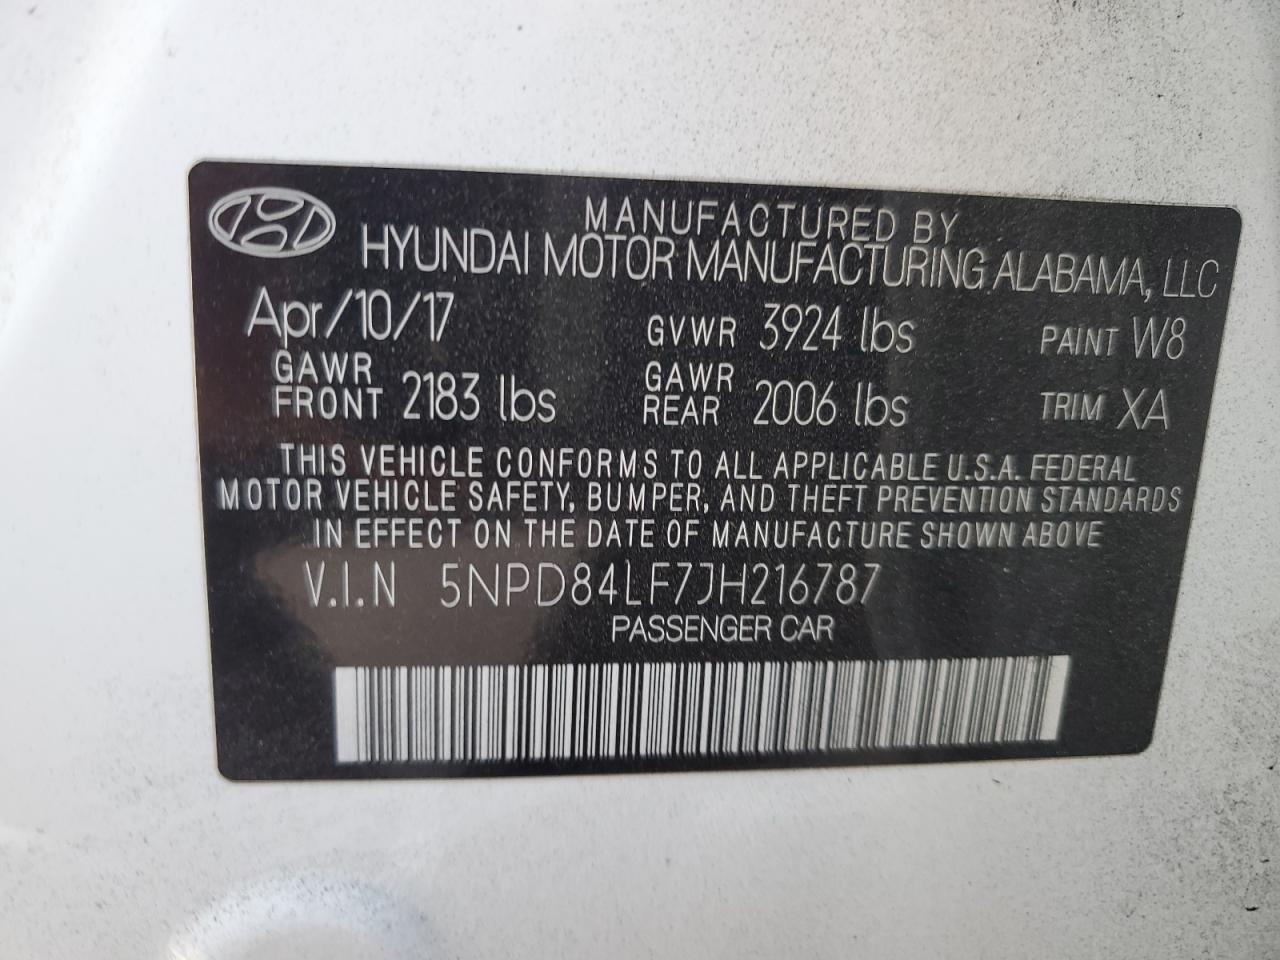 MANUFACTURED BY
HYUNDAI MOTOR MANUFACTURING ALABAMA, LLC
Apr/10/17 GVWR 3924 lbs PAINT W8
GAWR FRONT 2183 lbs GAWR REAR 2006 lbs TRIM XA
THIS VEHICLE CONFORMS TO ALL APPLICABLE U.S.A. FEDERAL
MOTOR VEHICLE SAFETY, BUMPER, AND THEFT PREVENTION STANDARDS
IN EFFECT ON THE DATE OF MANUFACTURE SHOWN ABOVE
V.I.N 5NPD84LF7JH216787
PASSENGER CAR